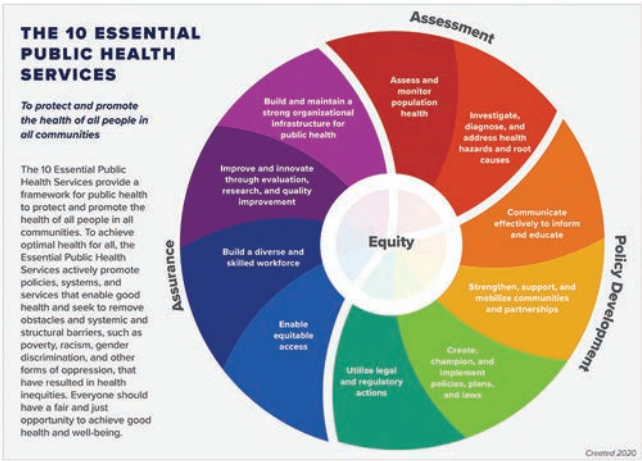 THE 10 ESSENTIAL
PUBLIC HEALTH
SERVICES
To protect and promote
the health of all people in
all communities
The 10 Essential Public
Health Services provide a
framework for public health
to protect and promote the
health of all people in all
communities. To achieve
optimal health for all, the
Essential Public Health
Services actively promote
policies, systems, and
services that enable good
health and seek to remove
obstacles and systemic and
structural barriers, such as
poverty, racism, gender
discrimination, and other
forms of oppression, that
have resulted in health
inequities. Everyone should
have a fair and just
opportunity to achieve good
health and well-being.
Assessment
Assess and
monitor
population
health
Investigate,
diagnose, and
address health
hazards and root
causes
Policy Development
Communicate
effectively to inform
and educate
Strengthen, support, and
mobilize communities
and partnerships
Create,
champion, and
implement
policies, plans,
and laws
Utilize legal
and regulatory
actions
Assurance
Enable
equitable
access
Build a diverse and
skilled workforce
Improve and innovate
through evaluation,
research, and quality
improvement
Build and maintain a
strong organizational
infrastructure for
public health
Equity
Created 2020